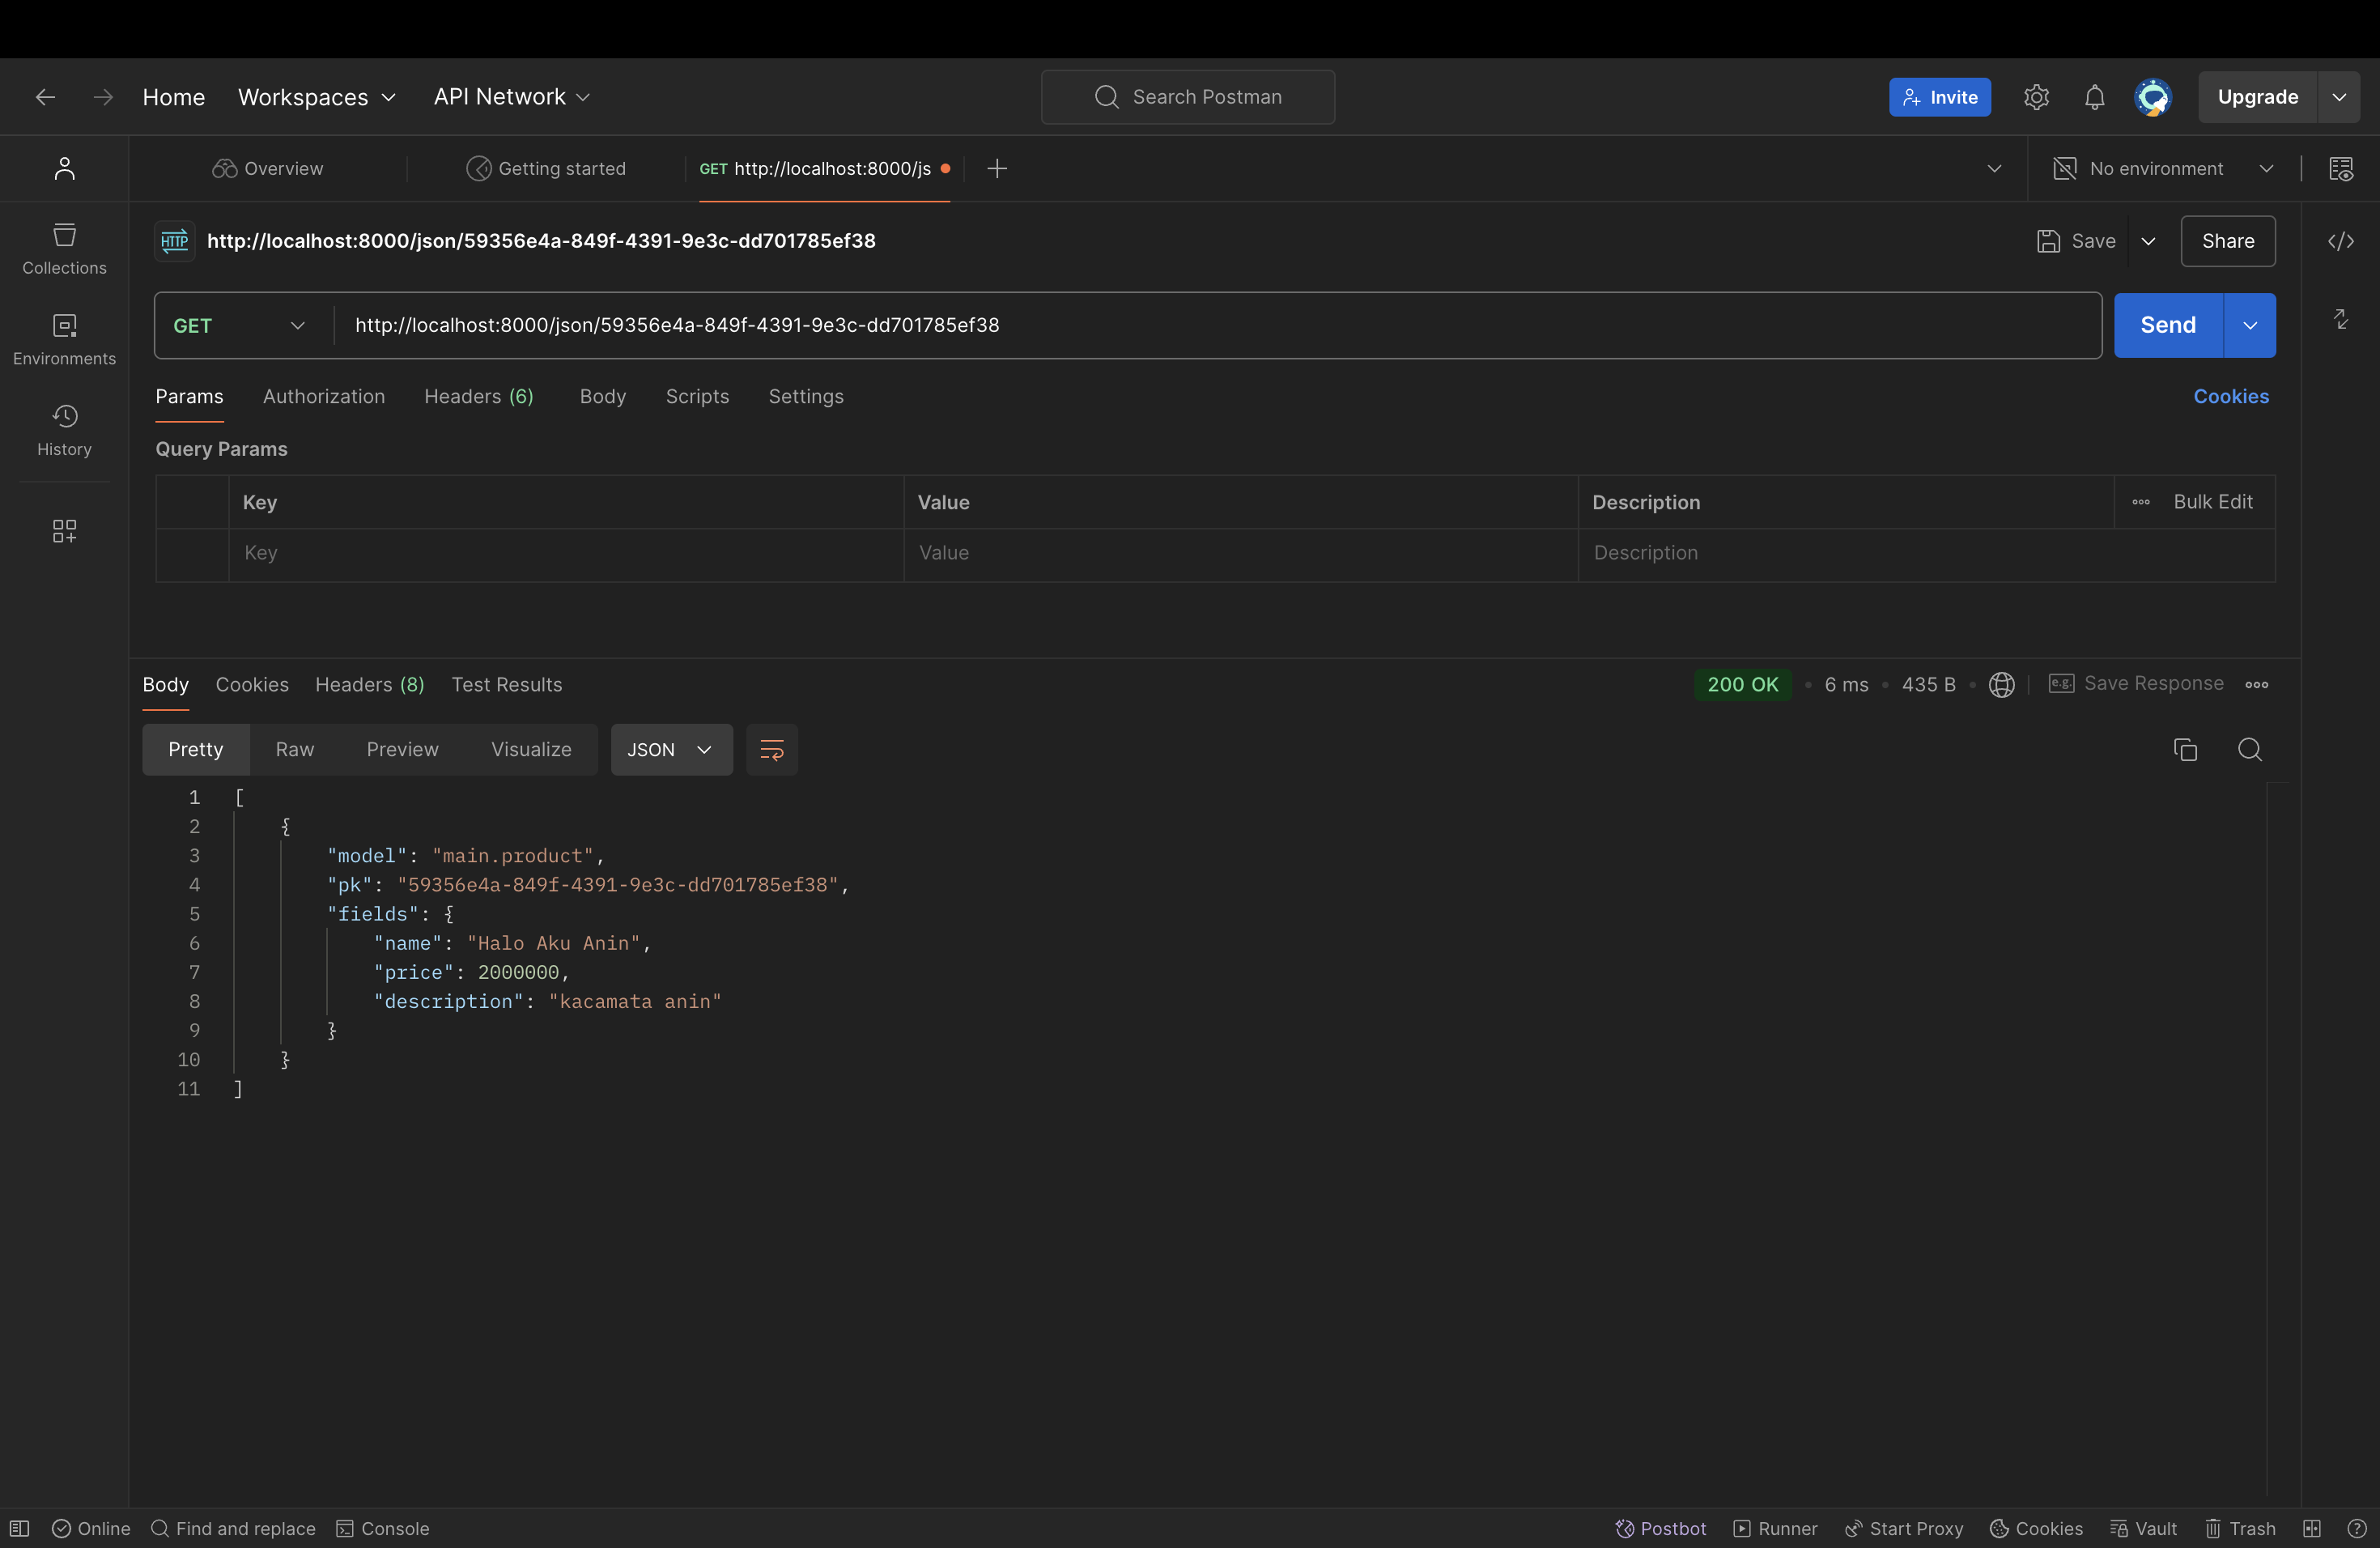 Home Workspaces API Network Search Postman Invite Upgrade
Overview Getting started GET http://localhost:8000/js No environment
HTTP http://localhost:8000/json/59356e4a-849f-4391-9e3c-dd701785ef38 Save Share
Collections
GET http://localhost:8000/json/59356e4a-849f-4391-9e3c-dd701785ef38 Send
Environments
Params Authorization Headers (6) Body Scripts Settings Cookies
History
Query Params
Key Value Description Bulk Edit
Key Value Description
Body Cookies Headers (8) Test Results 200 OK • 6 ms • 435 B • e.g. Save Response
Pretty Raw Preview Visualize JSON
1 [
2 {
3 "model": "main.product",
4 "pk": "59356e4a-849f-4391-9e3c-dd701785ef38",
5 "fields": {
6 "name": "Halo Aku Anin",
7 "price": 2000000,
8 "description": "kacamata anin"
9 }
10 }
11 ]
Online Find and replace Console Postbot Runner Start Proxy Cookies Vault Trash